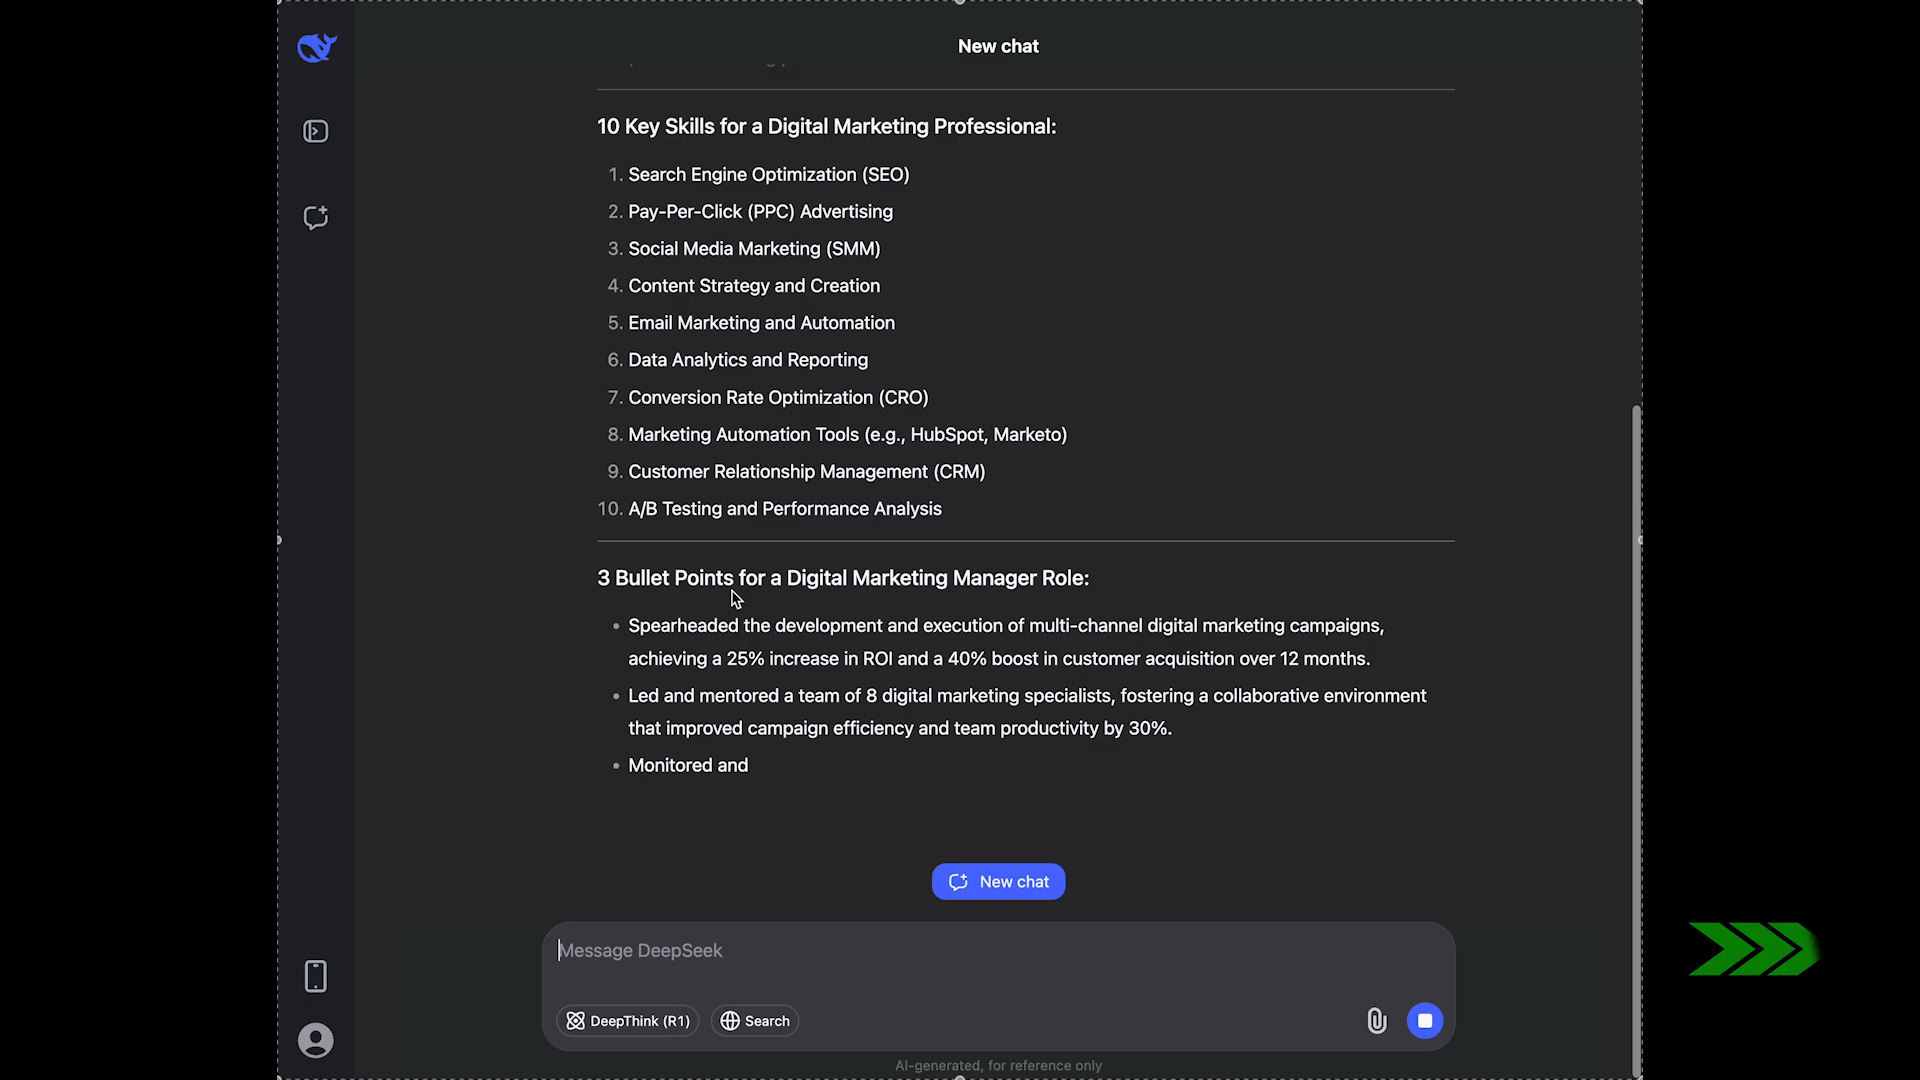 New chat
10 Key Skills for a Digital Marketing Professional:
1. Search Engine Optimization (SEO)
2. Pay-Per-Click (PPC) Advertising
3. Social Media Marketing (SMM)
4. Content Strategy and Creation
5. Email Marketing and Automation
6. Data Analytics and Reporting
7. Conversion Rate Optimization (CRO)
8. Marketing Automation Tools (e.g., HubSpot, Marketo)
9. Customer Relationship Management (CRM)
10. A/B Testing and Performance Analysis
3 Bullet Points for a Digital Marketing Manager Role:
• Spearheaded the development and execution of multi-channel digital marketing campaigns,
achieving a 25% increase in ROI and a 40% boost in customer acquisition over 12 months.
• Led and mentored a team of 8 digital marketing specialists, fostering a collaborative environment
that improved campaign efficiency and team productivity by 30%.
• Monitored and
New chat
Message DeepSeek
DeepThink (R1) Search
AI-generated, for reference only